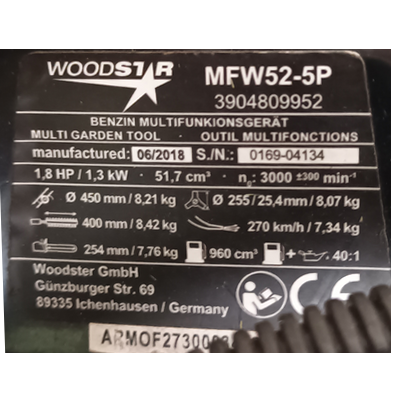 WOODSTAR
MFW52-5P
3904809952
BENZIN MULTIFUNKIONSGERÄT
MULTI GARDEN TOOL - OUTIL MULTIFONCTIONS
manufactured: 06/2018 S./N.: 0169-04134
1,8 HP / 1,3 kW · 51,7 cm³ · n₀: 3000 ±300 min⁻¹
Ø 450 mm / 8,21 kg Ø 255/25,4mm / 8,07 kg
400 mm / 8,42 kg 270 km/h / 7,34 kg
254 mm / 7,76 kg 960 cm³ + 40:1
Woodster GmbH
Günzburger Str. 69
89335 Ichenhausen / Germany
CE